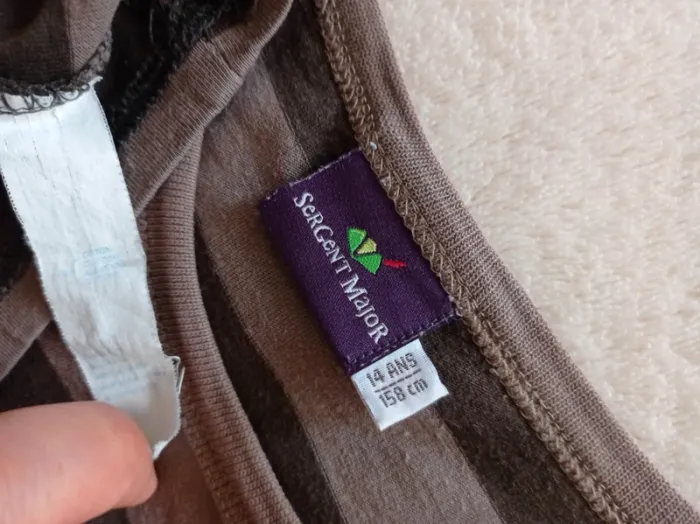 SERGENT MAJOR
14 ANS
158 cm